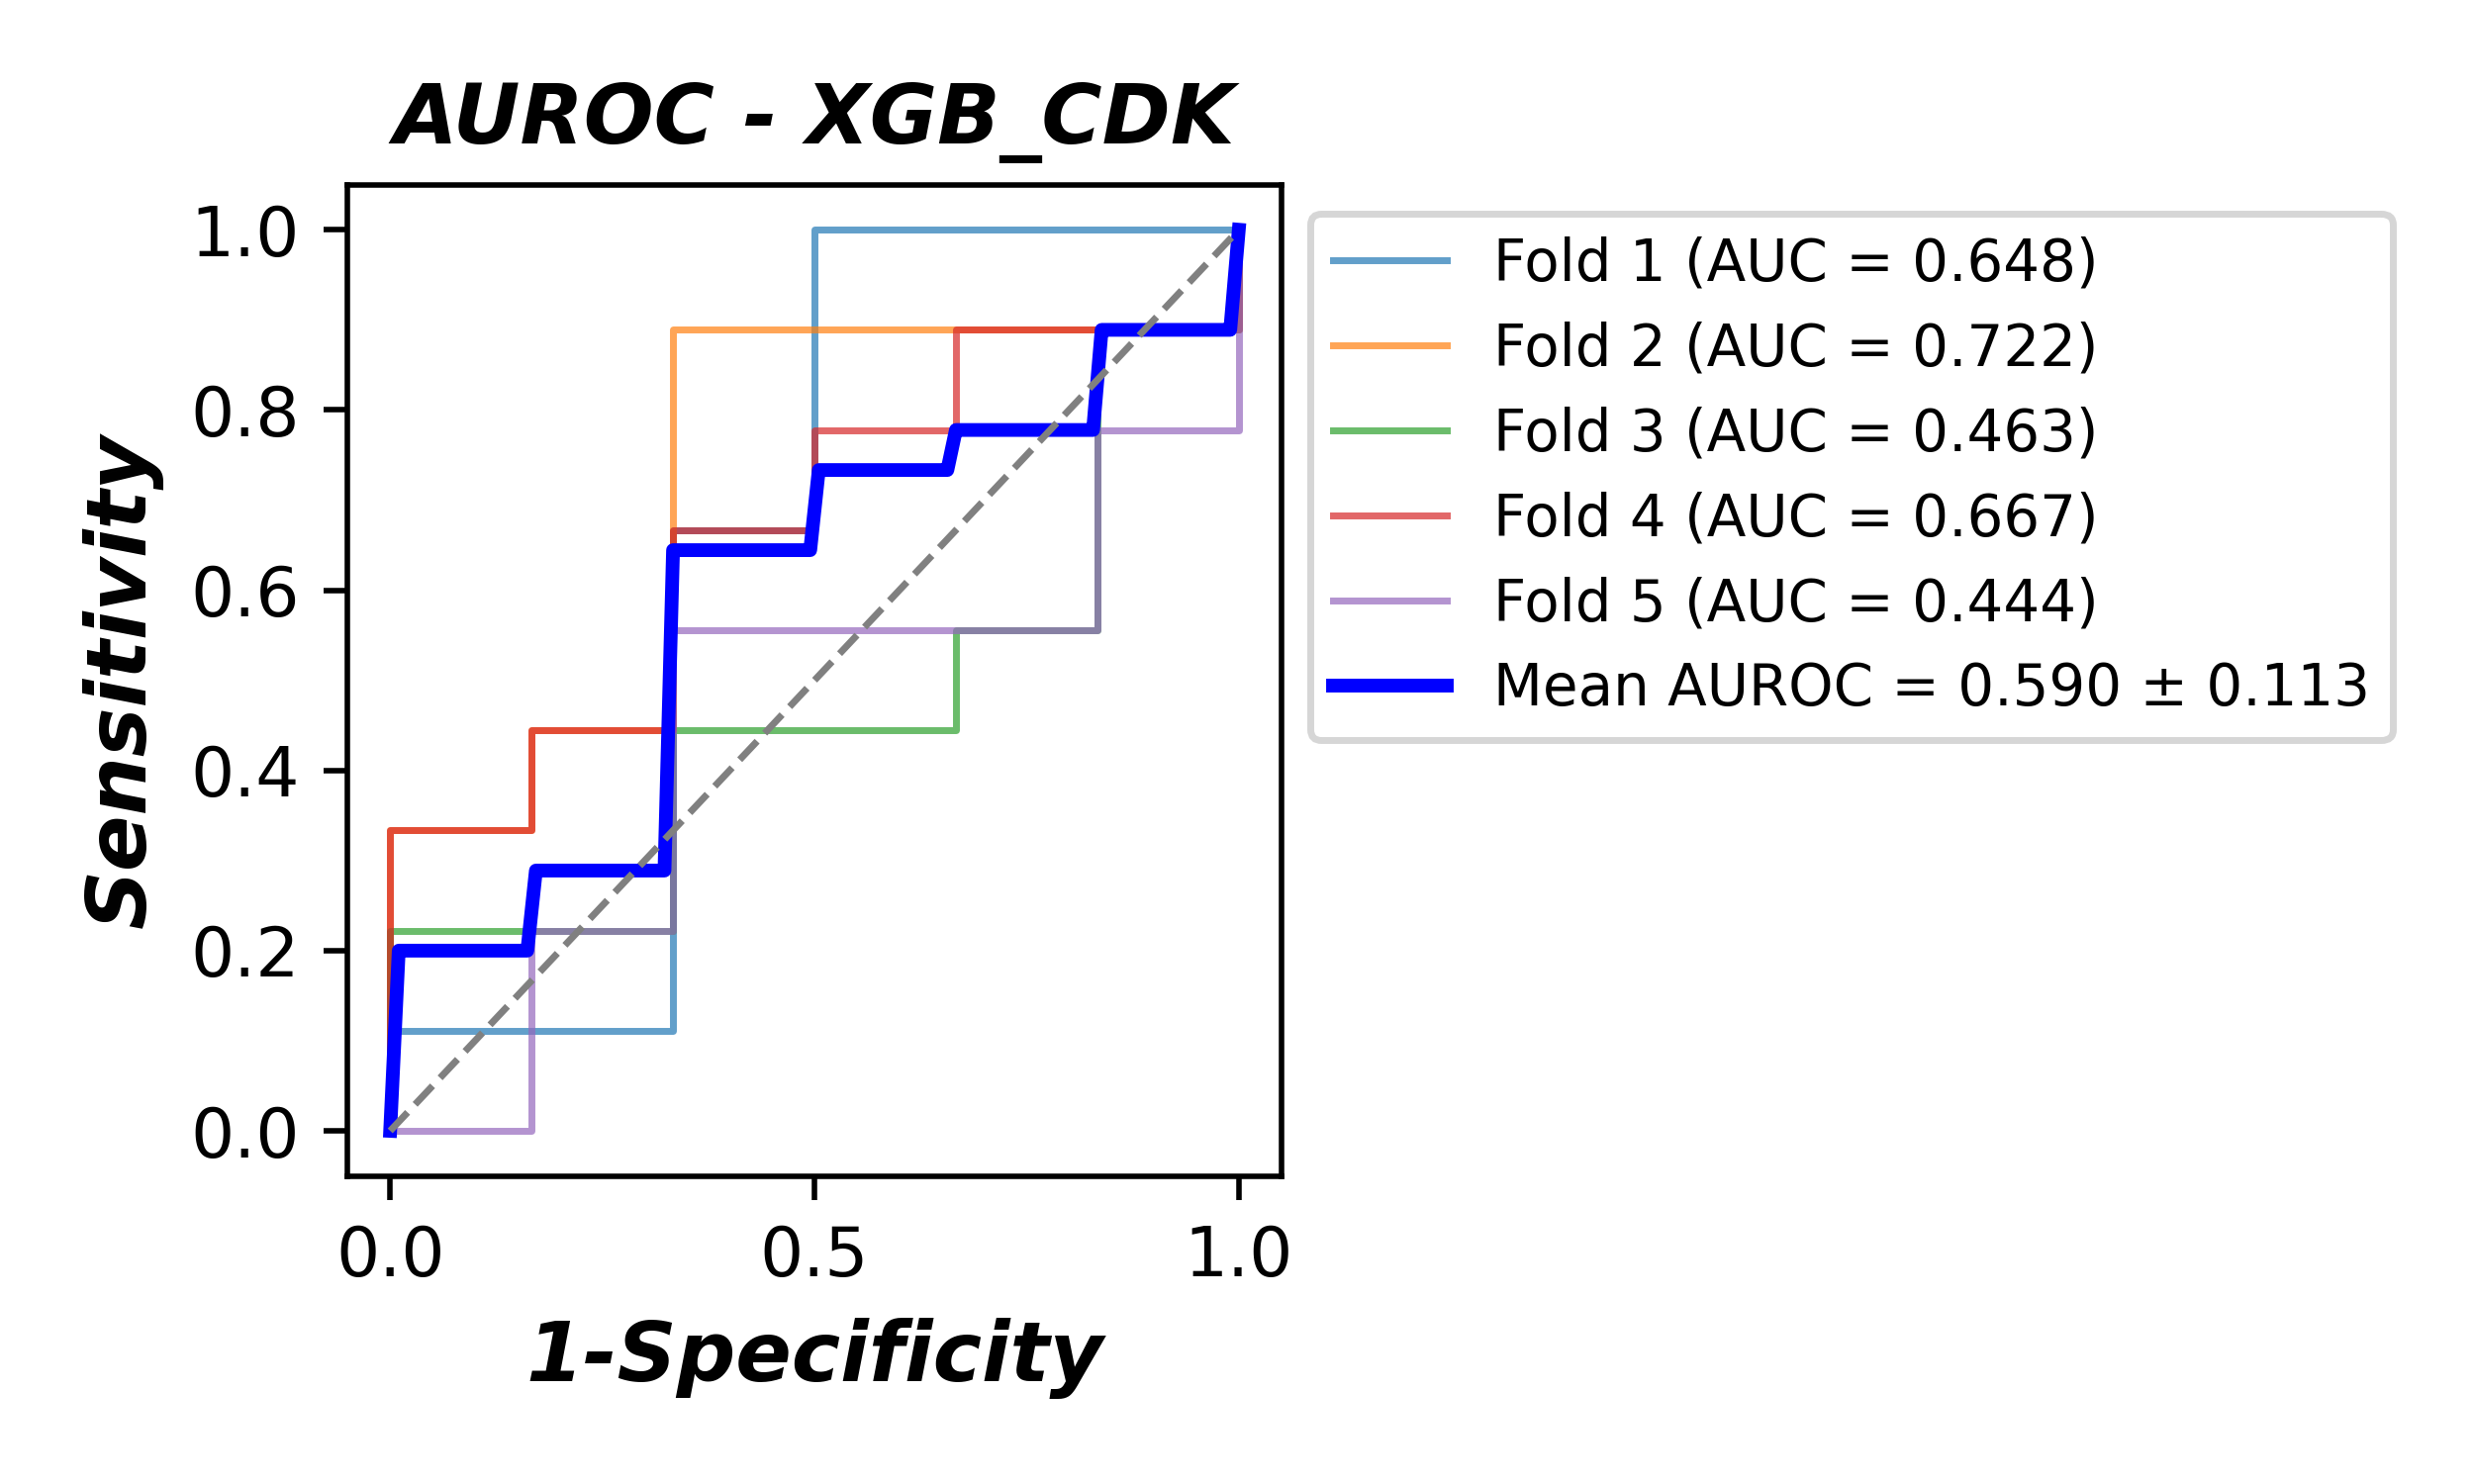 AUROC - XGB_CDK
Sensitivity
1.0
0.8
0.6
0.4
0.2
0.0
0.0 0.5 1.0
1-Specificity
Fold 1 (AUC = 0.648)
Fold 2 (AUC = 0.722)
Fold 3 (AUC = 0.463)
Fold 4 (AUC = 0.667)
Fold 5 (AUC = 0.444)
Mean AUROC = 0.590 ± 0.113